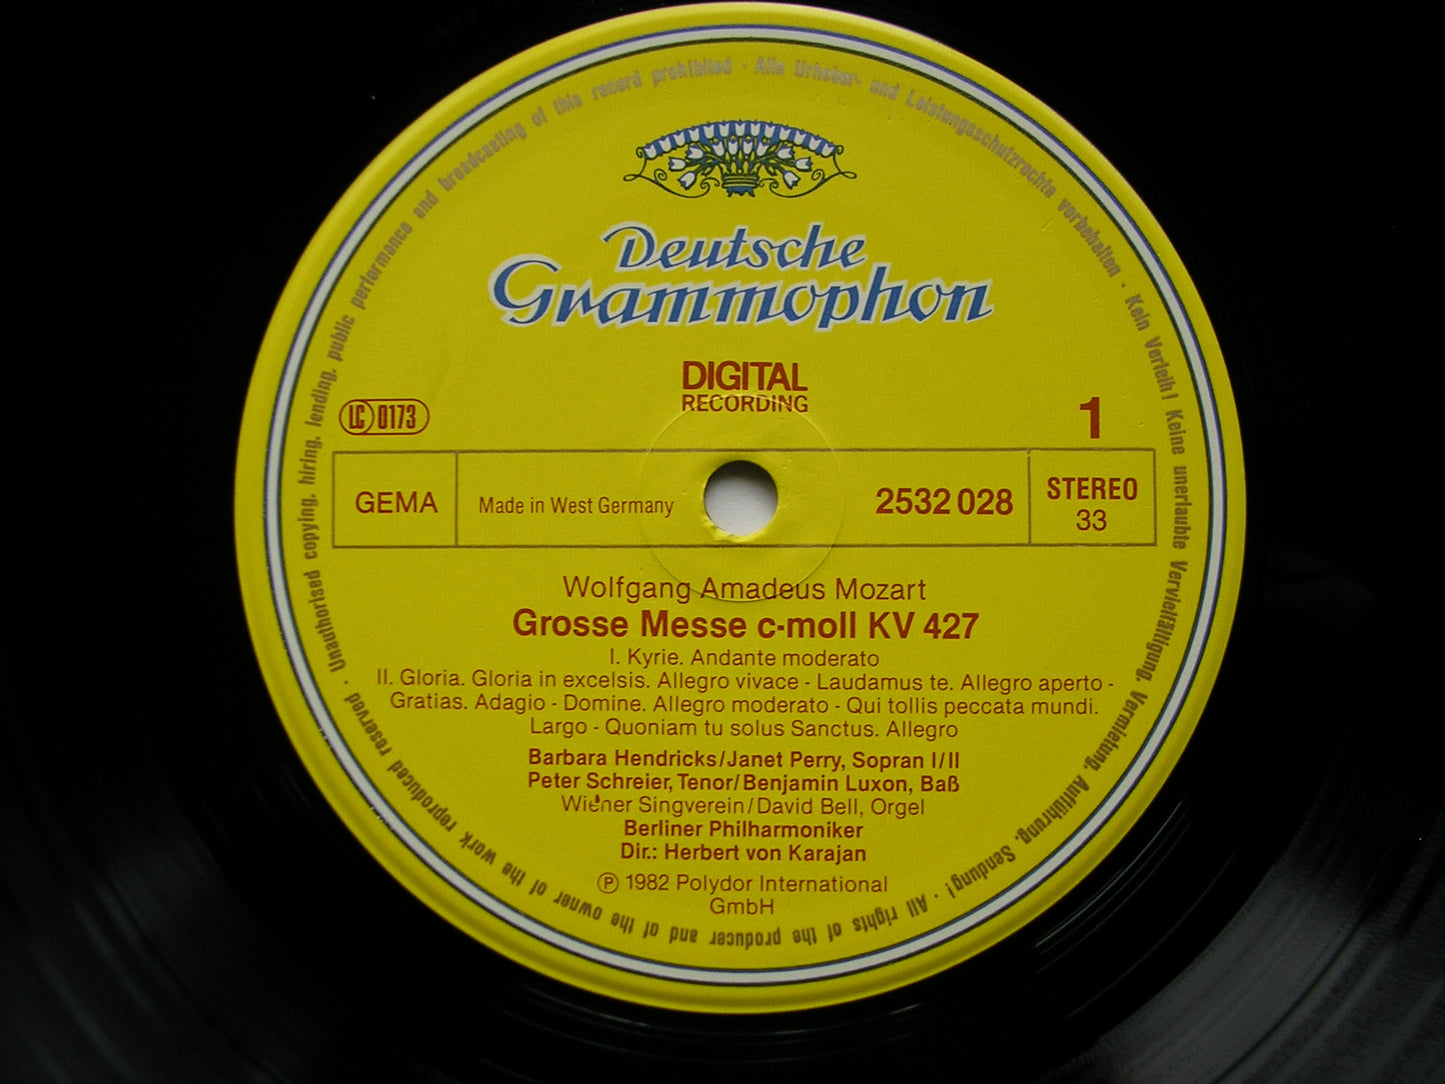 Deutsche
Grammophon
DIGITAL
RECORDING
LC 0173
1
GEMA
Made in West Germany
2532 028
STEREO
33
Wolfgang Amadeus Mozart
Grosse Messe c-moll KV 427
I. Kyrie. Andante moderato
II. Gloria. Gloria in excelsis. Allegro vivace - Laudamus te. Allegro aperto -
Gratias. Adagio - Domine. Allegro moderato - Qui tollis peccata mundi.
Largo - Quoniam tu solus Sanctus. Allegro
Barbara Hendricks/Janet Perry, Sopran I/II
Peter Schreier, Tenor/Benjamin Luxon, Baß
Wiener Singverein/David Bell, Orgel
Berliner Philharmoniker
Dir.: Herbert von Karajan
℗ 1982 Polydor International
GmbH
Alle Urheber- und Leistungsschutzrechte vorbehalten · Kein Verleih! Keine unerlaubte Vervielfältigung, Vermietung, Aufführung, Sendung! · All rights of the producer and of the owner of the work reproduced reserved · Unauthorised copying, hiring, lending, public performance and broadcasting of this record prohibited ·